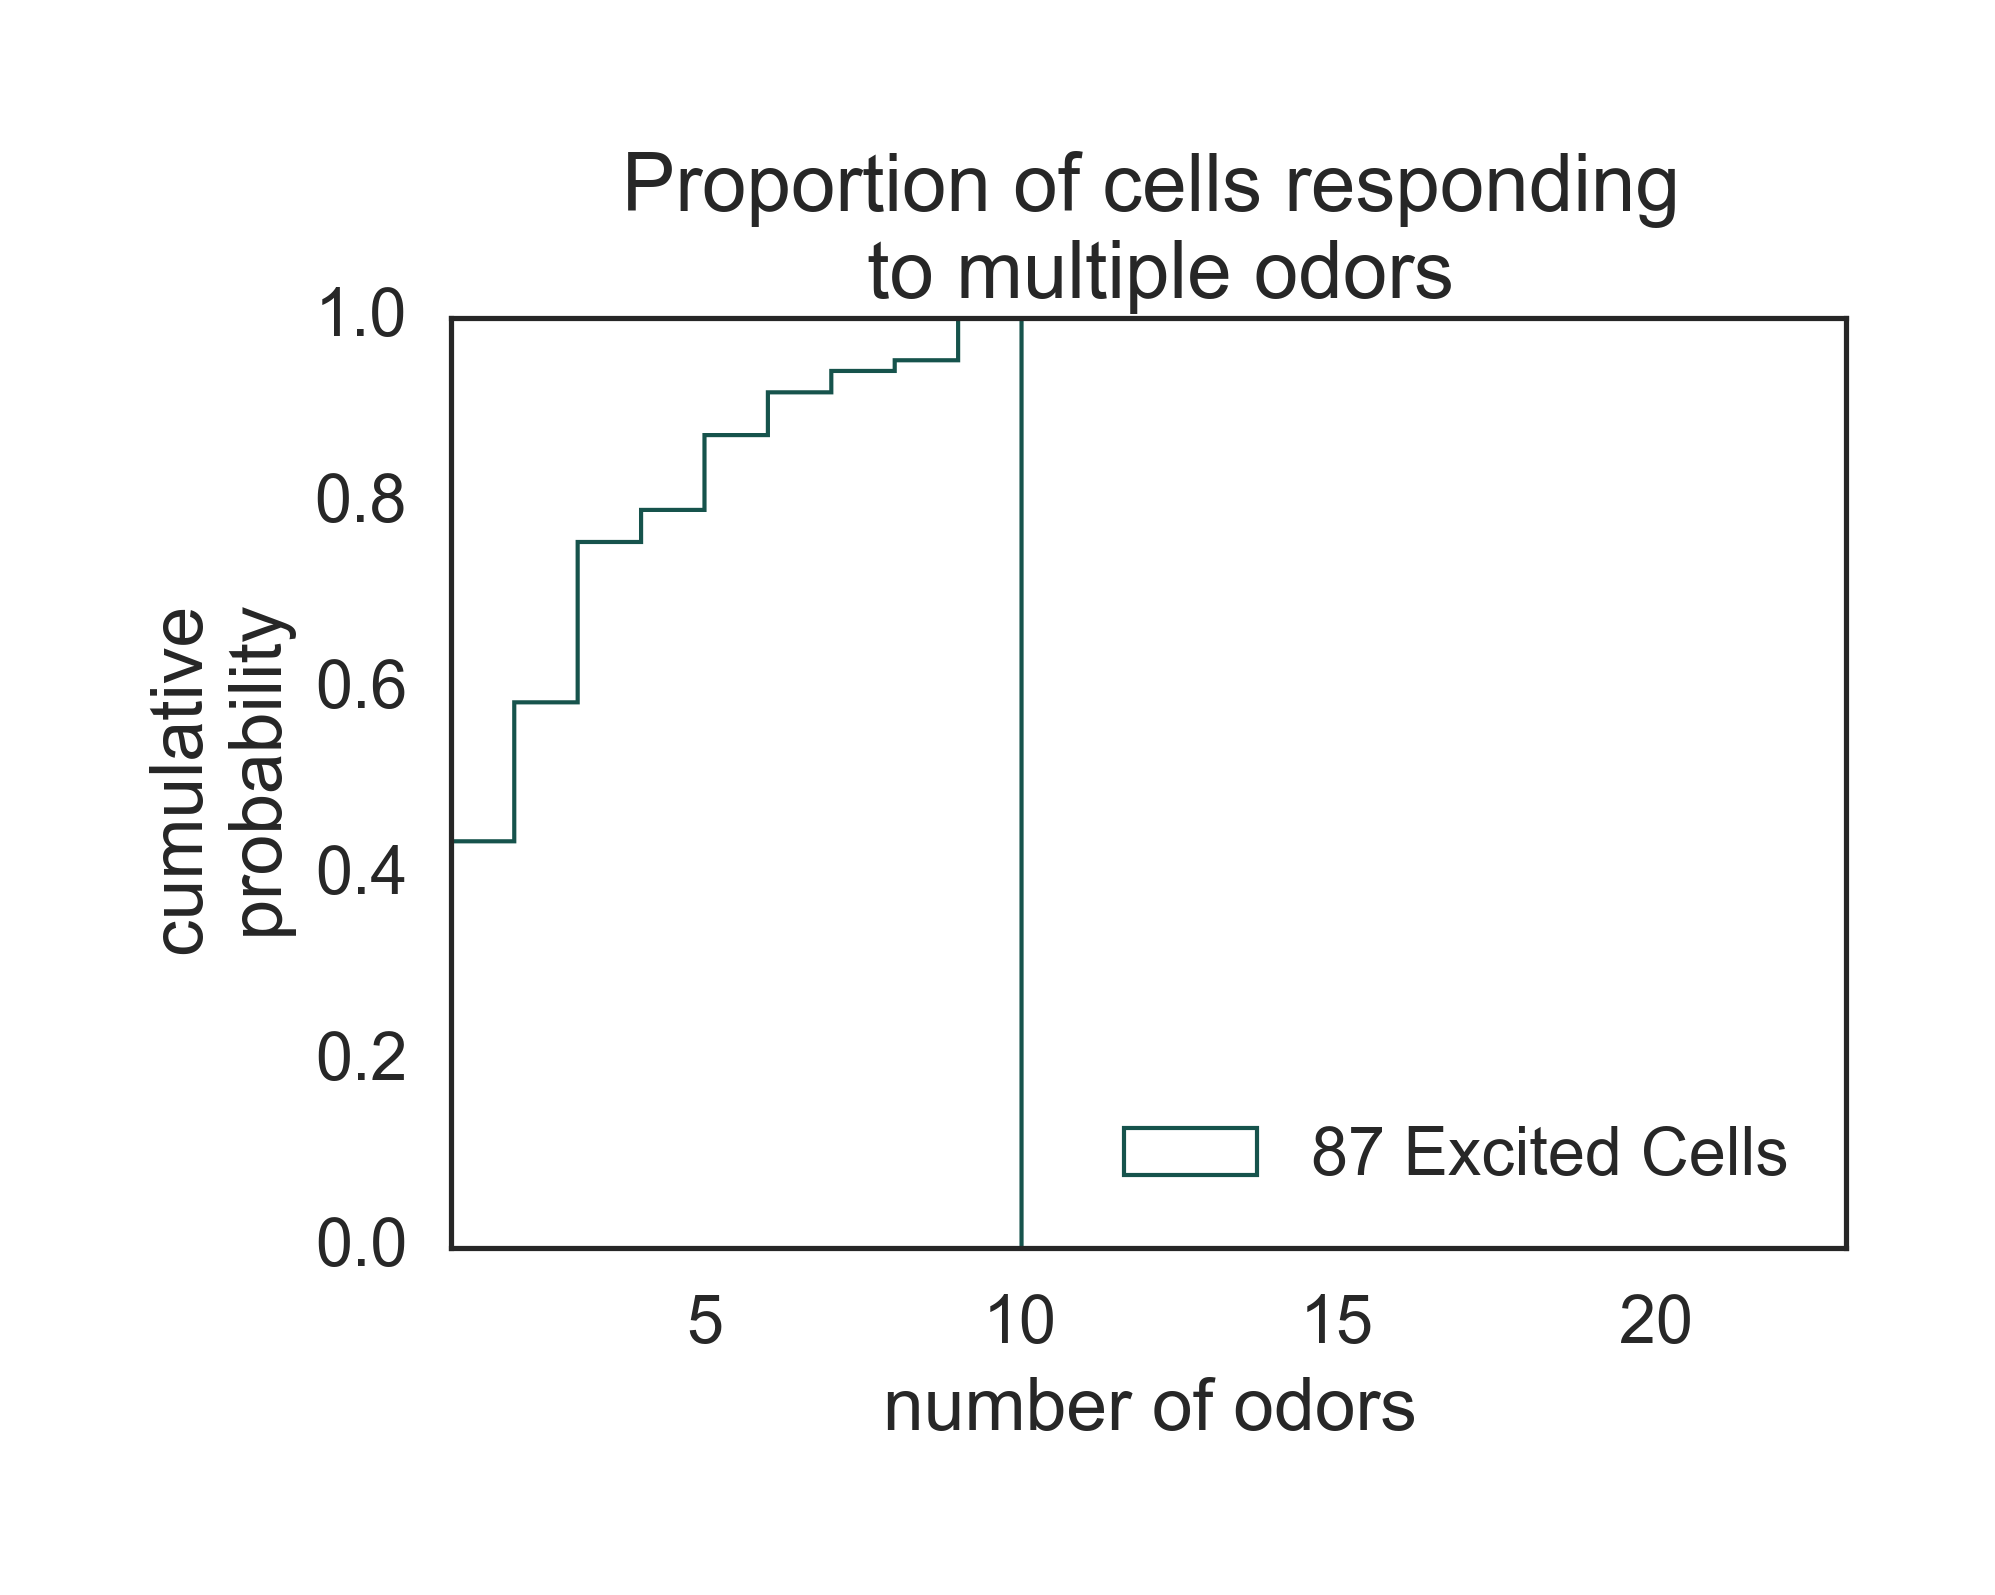 Proportion of cells responding
to multiple odors
1.0
0.8
0.6
0.4
0.2
0.0
cumulative
probability
87 Excited Cells
5 10 15 20
number of odors